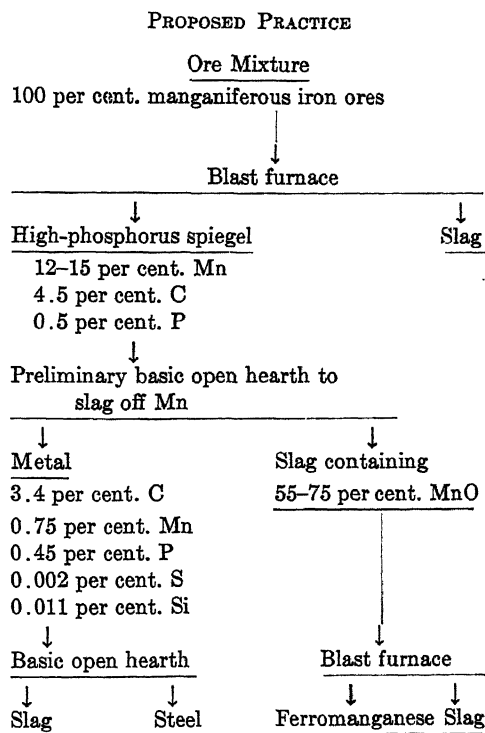 PROPOSED PRACTICE
Ore Mixture
100 per cent. manganiferous iron ores
Blast furnace
High-phosphorus spiegel Slag
12–15 per cent. Mn
4.5 per cent. C
0.5 per cent. P
Preliminary basic open hearth to
slag off Mn
Metal Slag containing
3.4 per cent. C 55–75 per cent. MnO
0.75 per cent. Mn
0.45 per cent. P
0.002 per cent. S
0.011 per cent. Si
Basic open hearth Blast furnace
Slag Steel Ferromanganese Slag